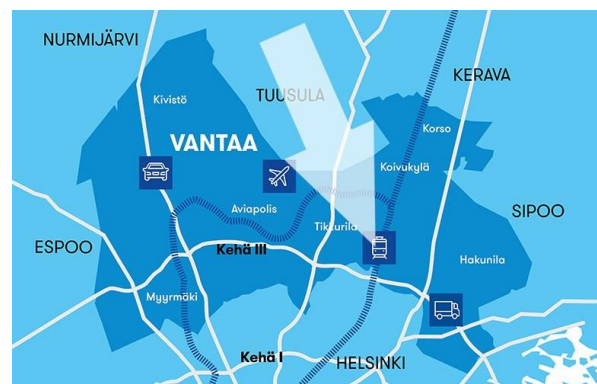 NURMIJÄRVI
KERAVA
TUUSULA
Kivistö
Korso
VANTAA
Koivukylä
Aviapolis
SIPOO
Tikkurila
ESPOO
Kehä III
Hakunila
Myyrmäki
Kehä I
HELSINKI